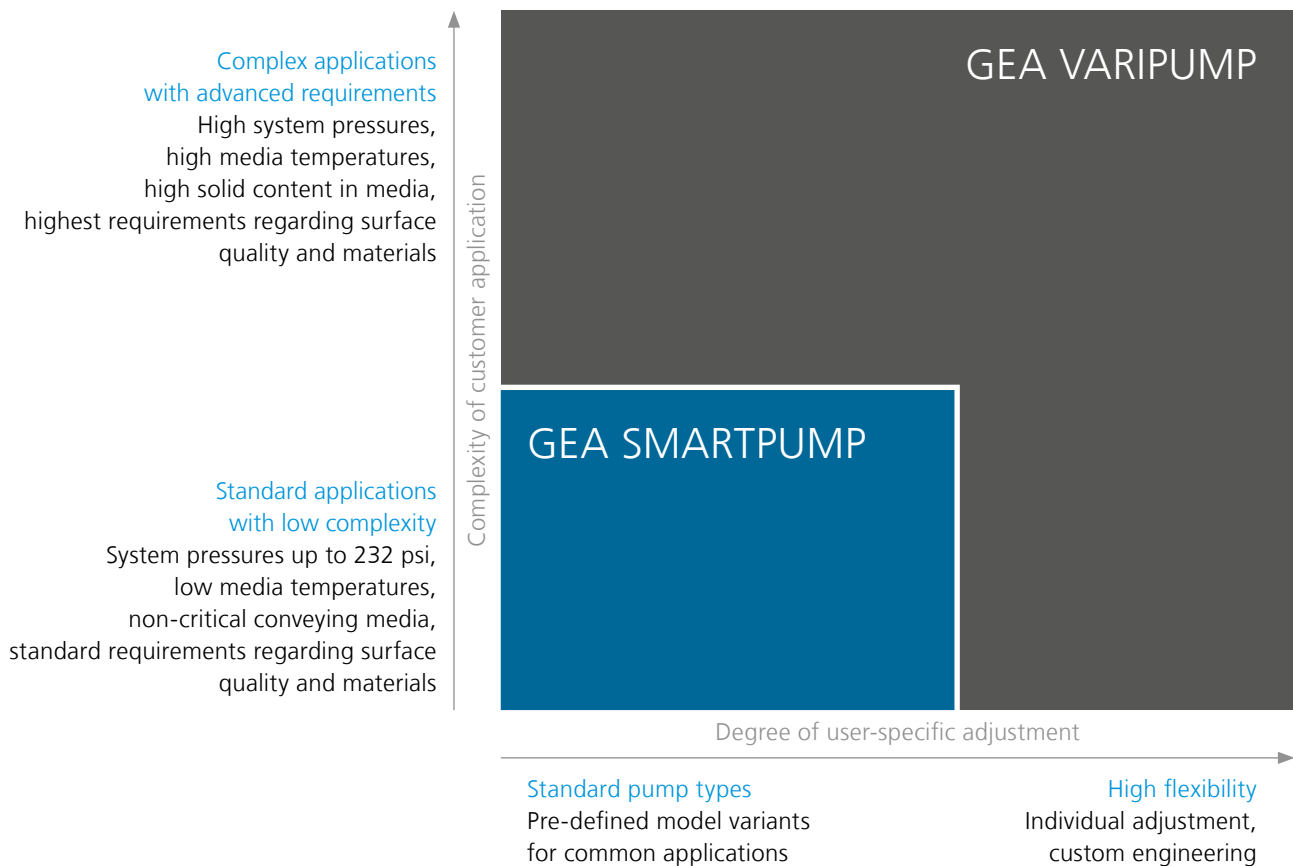 Complex applications
with advanced requirements
High system pressures,
high media temperatures,
high solid content in media,
highest requirements regarding surface
quality and materials
Standard applications
with low complexity
System pressures up to 232 psi,
low media temperatures,
non-critical conveying media,
standard requirements regarding surface
quality and materials
Complexity of customer application
GEA VARIPUMP
GEA SMARTPUMP
Degree of user-specific adjustment
Standard pump types
Pre-defined model variants
for common applications
High flexibility
Individual adjustment,
custom engineering